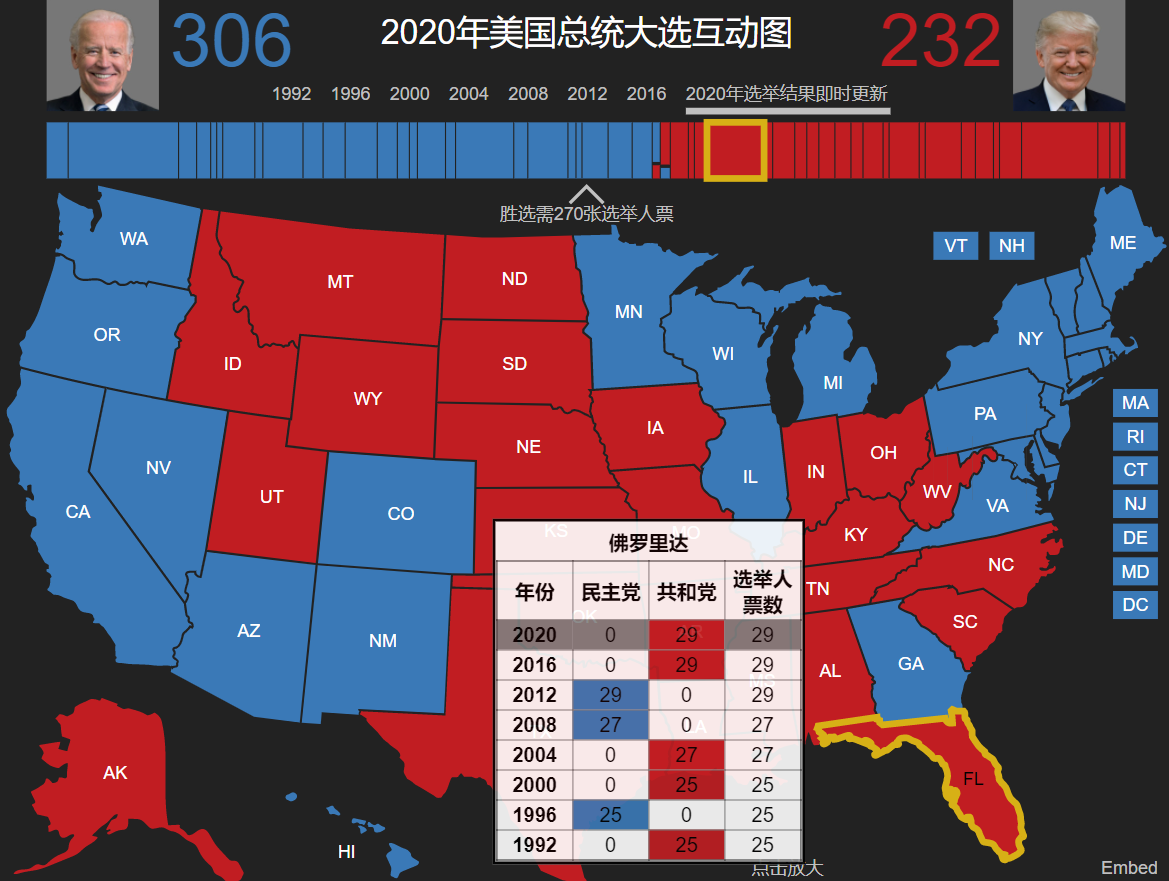 306
2020年美国总统大选互动图
232
1992 1996 2000 2004 2008 2012 2016 2020年选举结果即时更新
胜选需270张选举人票
WA
MT
ND
MN
VT NH
ME
OR
ID
SD
WI
NY
WY
MI
PA
MA
NE
IA
OH
RI
NV
UT
IL
IN
WV
CT
CA
CO
VA
NJ
KS
MO
KY
DE
NC
MD
TN
DC
AZ
NM
OK
SC
AL
GA
MS
LA
AK
FL
HI
佛罗里达
年份 民主党 共和党 选举人
票数
2020 0 29 29
2016 0 29 29
2012 29 0 29
2008 27 0 27
2004 0 27 27
2000 0 25 25
1996 25 0 25
1992 0 25 25
点击放大
Embed